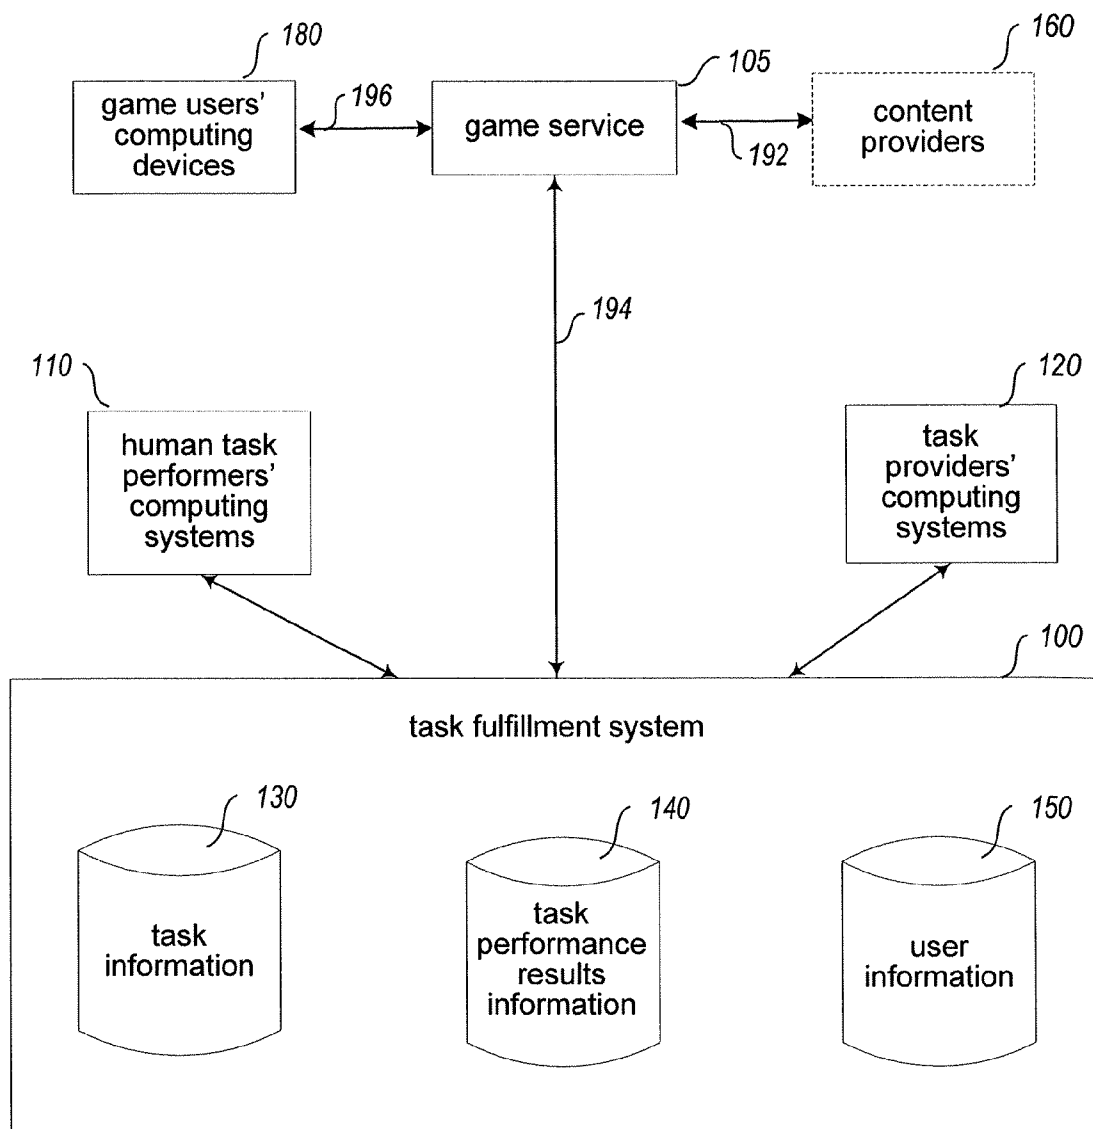 180
105
160
game users'
computing
devices
196
game service
192
content
providers
194
110
120
human task
performers'
computing
systems
task
providers'
computing
systems
100
task fulfillment system
130
140
150
task
information
task
performance
results
information
user
information